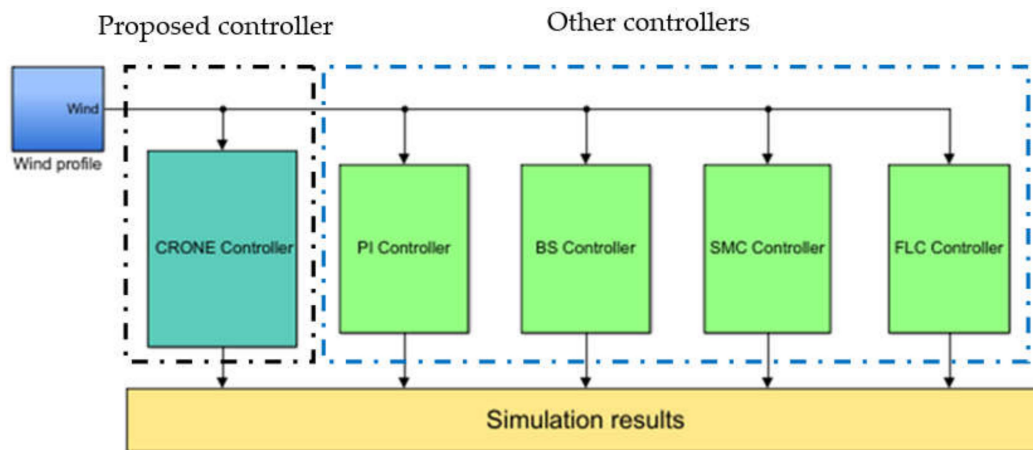 Proposed controller
Other controllers
Wind
Wind profile
CRONE Controller
PI Controller
BS Controller
SMC Controller
FLC Controller
Simulation results